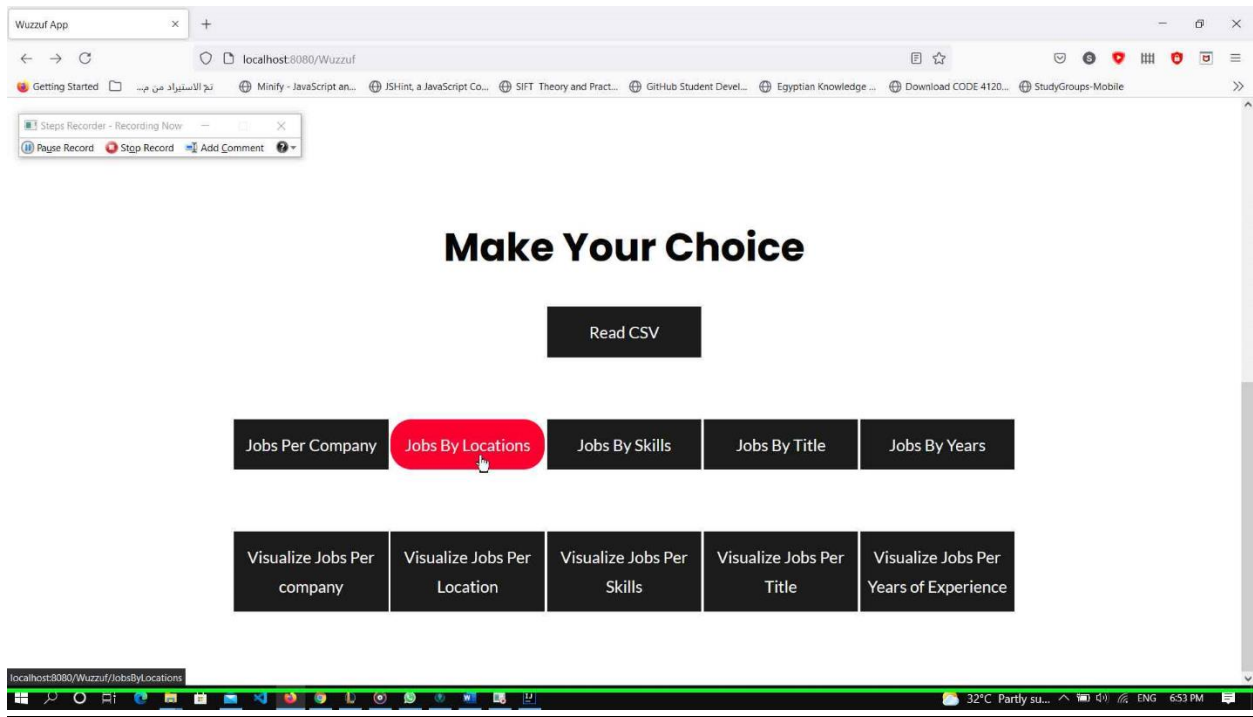 Wuzzuf App
localhost:8080/Wuzzuf
Getting Started
تم الاستيراد من م...
Minify - JavaScript an...
JSHint, a JavaScript Co...
SIFT Theory and Pract...
GitHub Student Devel...
Egyptian Knowledge ...
Download CODE 4120...
StudyGroups-Mobile
Steps Recorder - Recording Now
Pause Record
Stop Record
Add Comment
Make Your Choice
Read CSV
Jobs Per Company
Jobs By Locations
Jobs By Skills
Jobs By Title
Jobs By Years
Visualize Jobs Per
company
Visualize Jobs Per
Location
Visualize Jobs Per
Skills
Visualize Jobs Per
Title
Visualize Jobs Per
Years of Experience
localhost:8080/Wuzzuf/JobsByLocations
32°C Partly su...
ENG
6:53 PM